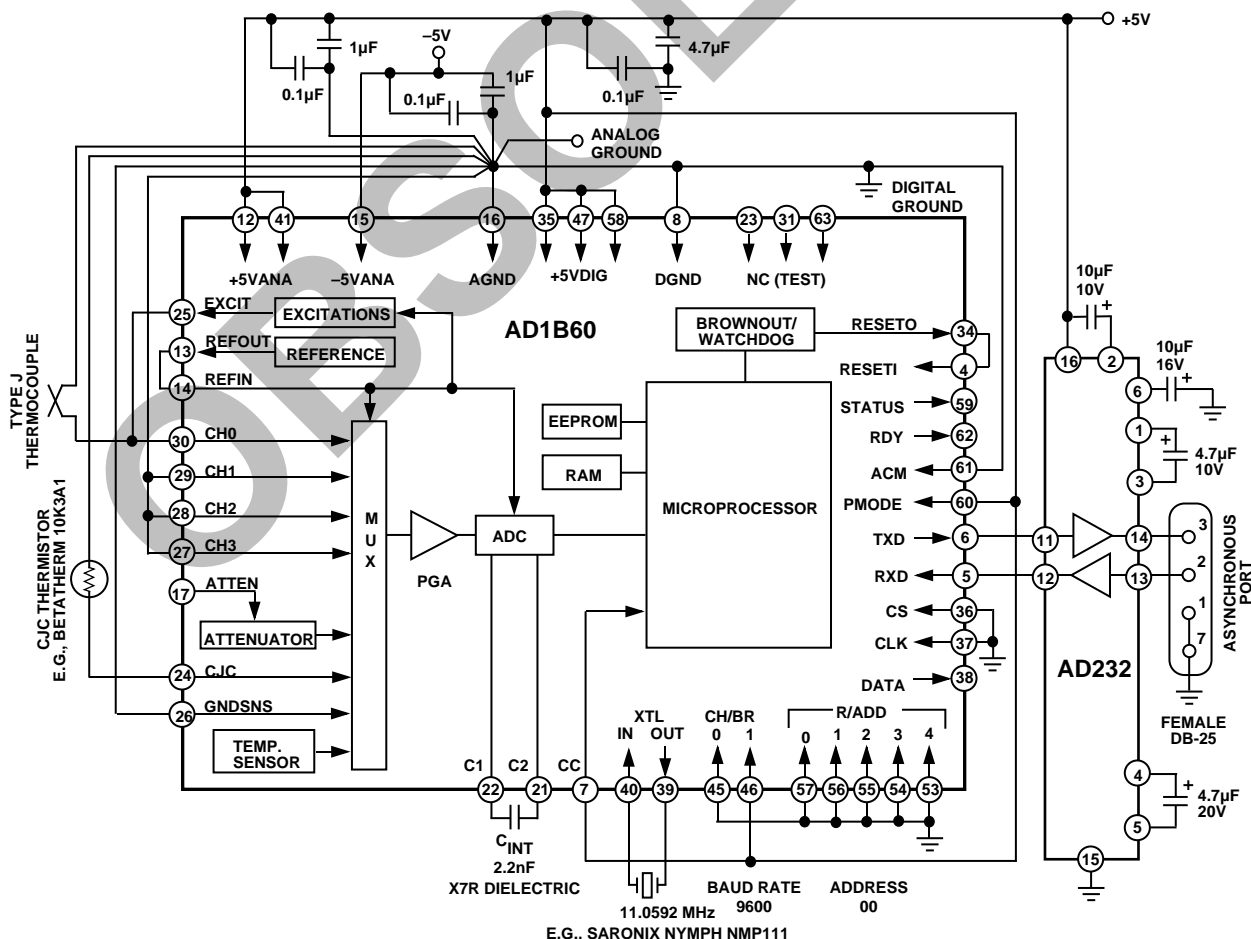 +5V
–5V
1µF
0.1µF
0.1µF
1µF
4.7µF
0.1µF
ANALOG
GROUND
DIGITAL
GROUND
12
41
15
16
35
47
58
8
23
31
63
+5VANA
–5VANA
AGND
+5VDIG
DGND
NC (TEST)
AD1B60
25
EXCIT
EXCITATIONS
13
REFOUT
REFERENCE
14
REFIN
30
CH0
29
CH1
28
CH2
27
CH3
17
ATTEN
ATTENUATOR
24
CJC
26
GNDSNS
TEMP.
SENSOR
TYPE J
THERMOCOUPLE
CJC THERMISTOR
E.G., BETATHERM 10K3A1
MUX
PGA
ADC
EEPROM
RAM
MICROPROCESSOR
BROWNOUT/
WATCHDOG
RESETO
34
RESETI
4
STATUS
59
RDY
62
ACM
61
PMODE
60
TXD
6
RXD
5
CS
36
CLK
37
DATA
38
C1
C2
CC
XTL
IN
OUT
CH/BR
0
1
R/ADD
0
1
2
3
4
22
21
7
40
39
45
46
57
56
55
54
53
CINT
2.2nF
X7R DIELECTRIC
11.0592 MHz
E.G., SARONIX NYMPH NMP111
BAUD RATE
9600
ADDRESS
00
10µF
10V
+
16
2
10µF
16V
+
6
1
+
4.7µF
10V
3
11
14
12
13
AD232
3
2
1
7
ASYNCHRONOUS
PORT
FEMALE
DB-25
4
+
4.7µF
20V
5
15
OBSOLE